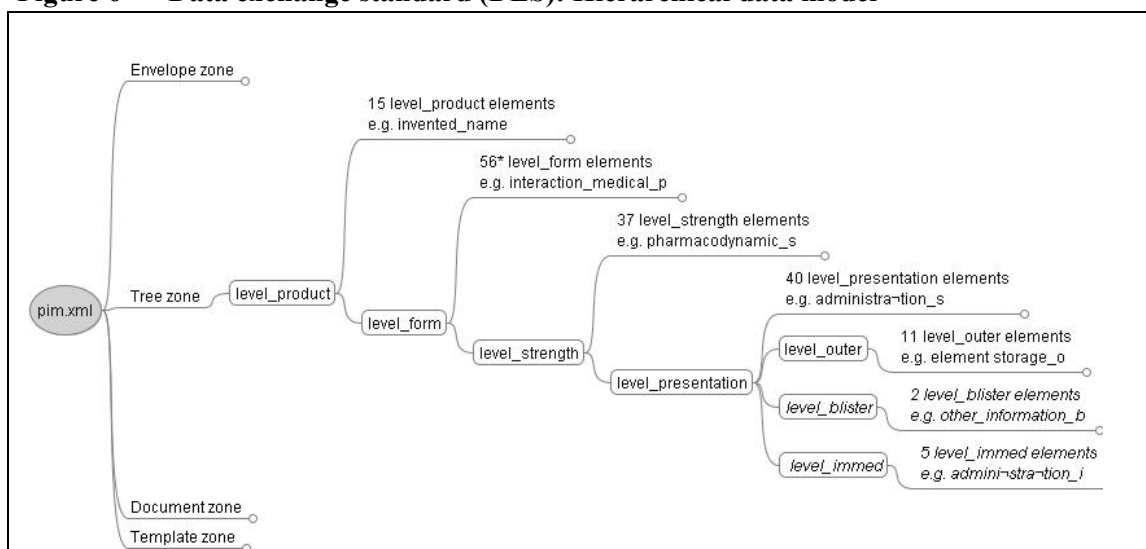 Figure 6 Data exchange standard (DES): Hierarchical data model
Envelope zone
15 level_product elements
e.g. invented_name
56* level_form elements
e.g. interaction_medical_p
37 level_strength elements
e.g. pharmacodynamic_s
40 level_presentation elements
e.g. administra¬tion_s
pim.xml
Tree zone
level_product
level_form
level_strength
level_presentation
level_outer
11 level_outer elements
e.g. element storage_o
level_blister
2 level_blister elements
e.g. other_information_b
level_immed
5 level_immed elements
e.g. admini¬stra¬tion_i
Document zone
Template zone